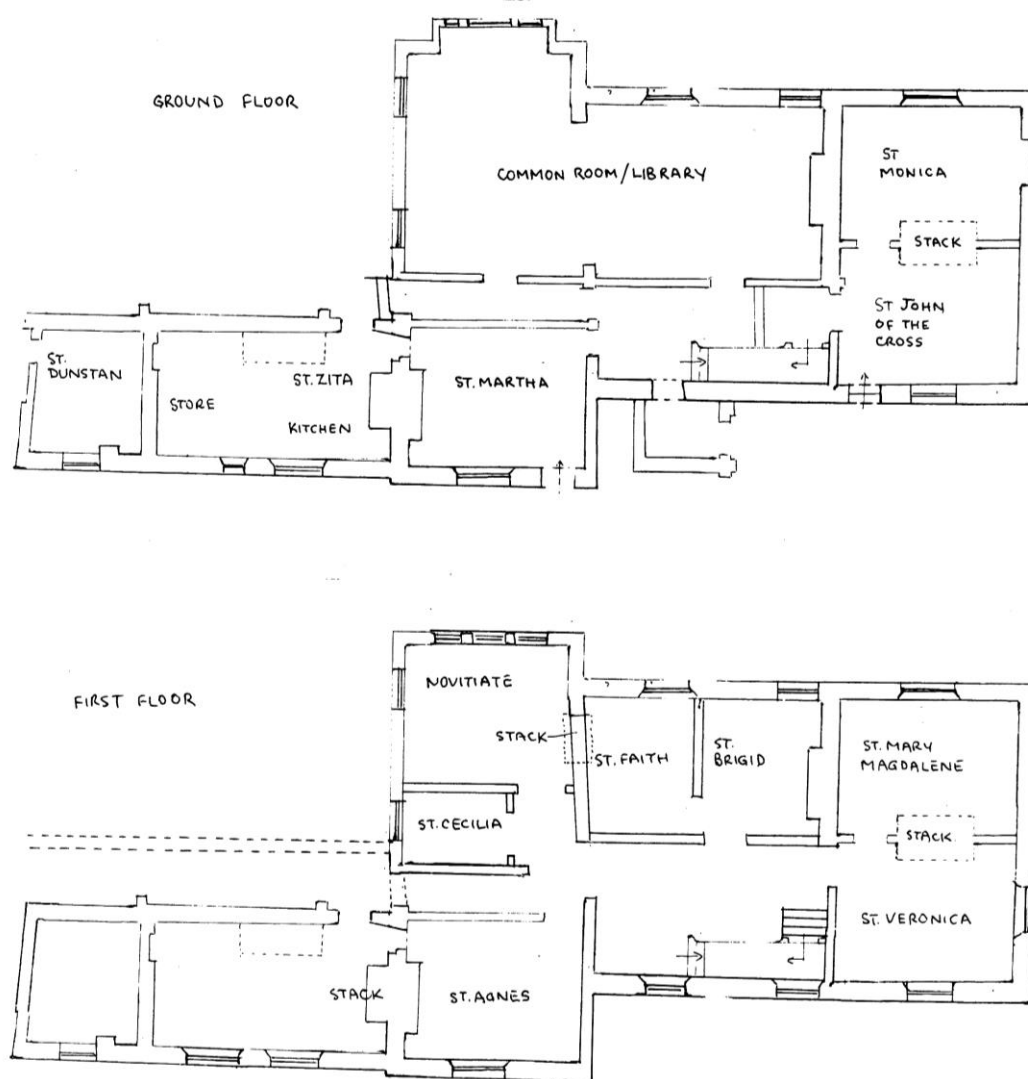 GROUND FLOOR
COMMON ROOM/LIBRARY
ST
MONICA
STACK
ST JOHN
OF THE
CROSS
ST.
DUNSTAN
STORE
ST. ZITA
KITCHEN
ST. MARTHA
FIRST FLOOR
NOVITIATE
STACK
ST. FAITH
ST.
BRIGID
ST. MARY
MAGDALENE
ST. CECILIA
STACK
ST. VERONICA
STACK
ST. AGNES